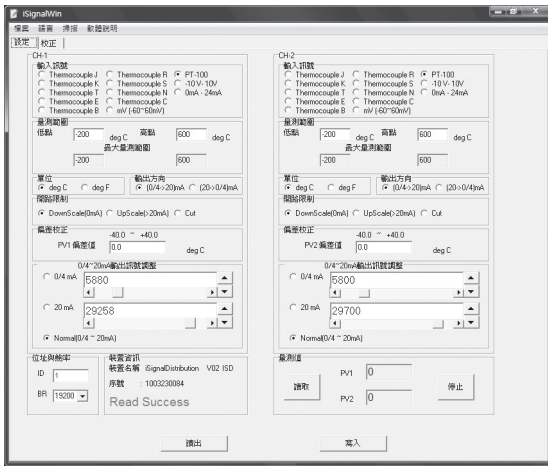 iSignalWin
檔案 語言 掃描 軟體說明
設定 校正
CH-1
輸入訊號
Thermocouple J Thermocouple R PT-100
Thermocouple K Thermocouple S -10 V- 10V
Thermocouple T Thermocouple N 0mA - 24mA
Thermocouple E Thermocouple C
Thermocouple B mV (-60~60mV)
量測範圍
低點 -200 deg C 高點 600 deg C
最大量測範圍
-200 600
單位
deg C deg F
輸出方向
(0/4->20)mA (20->0/4)mA
開路限制
DownScale(0mA) UpScale(>20mA) Cut
偏差校正
-40.0 ~ +40.0
PV1 偏差值 0.0 deg C
0/4~20mA輸出訊號調整
0/4 mA 5880
20 mA 29258
Normal(0/4 ~ 20mA)
位址與鮑率
ID 1
BR 19200
裝置資訊
裝置名稱 iSignalDistribution V02 ISD
序號 : 1003230084
Read Success
CH-2
輸入訊號
Thermocouple J Thermocouple R PT-100
Thermocouple K Thermocouple S -10 V- 10V
Thermocouple T Thermocouple N 0mA - 24mA
Thermocouple E Thermocouple C
Thermocouple B mV (-60~60mV)
量測範圍
低點 -200 deg C 高點 600 deg C
最大量測範圍
-200 600
單位
deg C deg F
輸出方向
(0/4->20)mA (20->0/4)mA
開路限制
DownScale(0mA) UpScale(>20mA) Cut
偏差校正
-40.0 ~ +40.0
PV2 偏差值 0.0 deg C
0/4~20mA輸出訊號調整
0/4 mA 5800
20 mA 29700
Normal(0/4 ~ 20mA)
量測值
讀取 PV1 0 停止
PV2 0
讀出 寫入